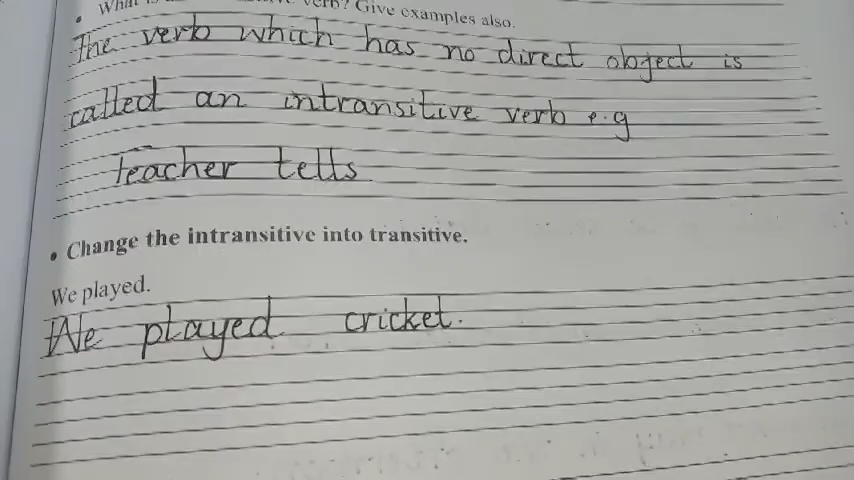 • What verb? Give examples also.
The verb which has no direct object is
called an intransitive verb e.g
teacher tells
• Change the intransitive into transitive.
We played.
We played cricket.